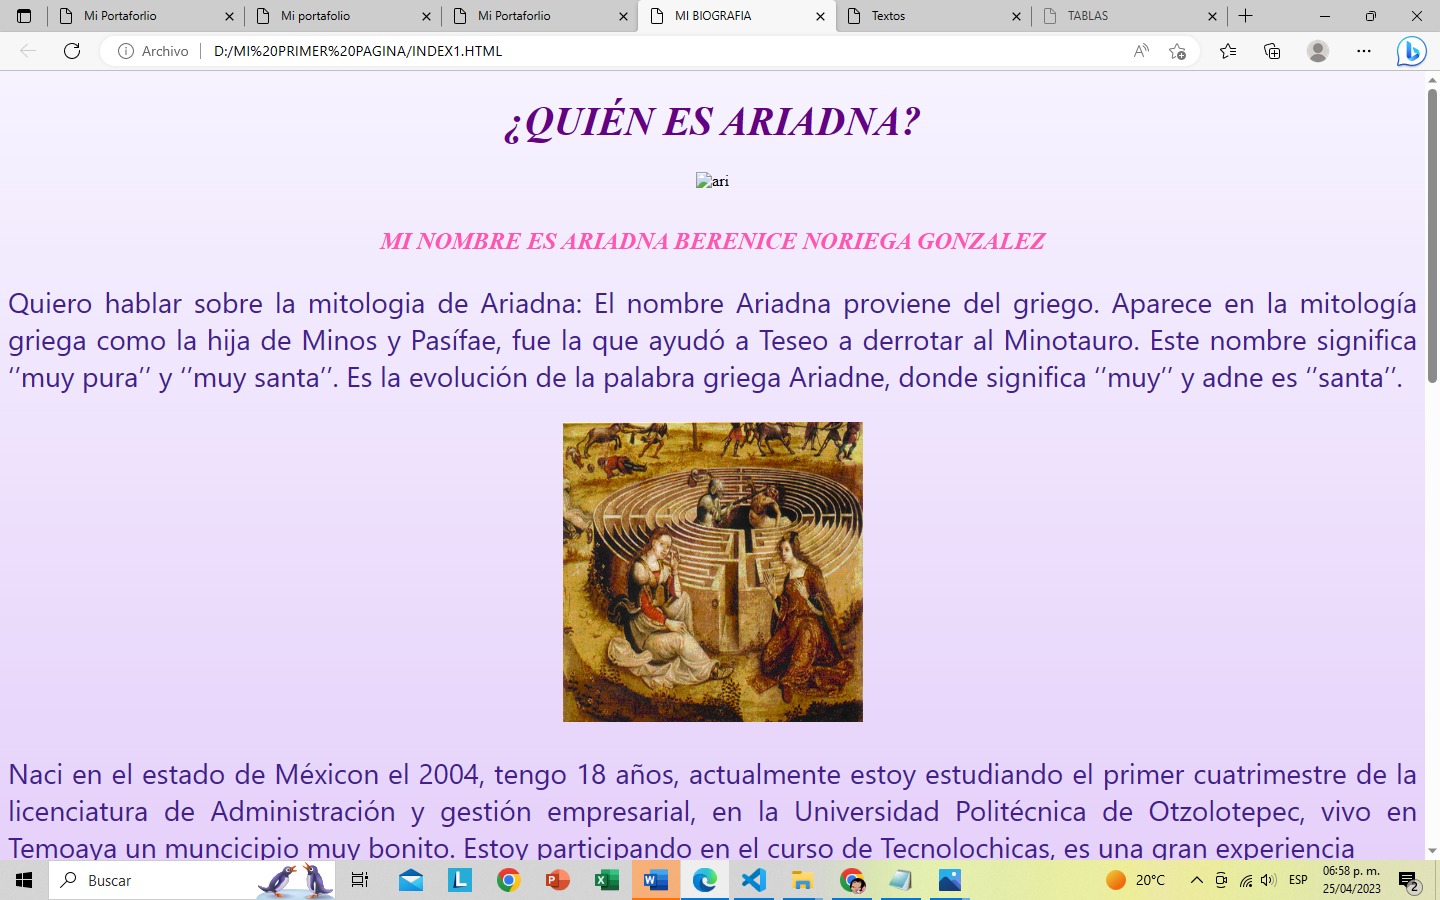 Mi Portaforlio
Mi portafolio
Mi Portaforlio
MI BIOGRAFIA
Textos
TABLAS
Archivo
D:/MI%20PRIMER%20PAGINA/INDEX1.HTML
¿QUIÉN ES ARIADNA?
ari
MI NOMBRE ES ARIADNA BERENICE NORIEGA GONZALEZ
Quiero hablar sobre la mitologia de Ariadna: El nombre Ariadna proviene del griego. Aparece en la mitología
griega como la hija de Minos y Pasífae, fue la que ayudó a Teseo a derrotar al Minotauro. Este nombre significa
‘’muy pura’’ y ‘’muy santa’’. Es la evolución de la palabra griega Ariadne, donde significa ‘’muy’’ y adne es ‘’santa’’.
Naci en el estado de Méxicon el 2004, tengo 18 años, actualmente estoy estudiando el primer cuatrimestre de la
licenciatura de Administración y gestión empresarial, en la Universidad Politécnica de Otzolotepec, vivo en
Temoaya un muncicipio muy bonito. Estoy participando en el curso de Tecnolochicas, es una gran experiencia
Buscar
20°C
ESP
06:58 p. m.
25/04/2023
2